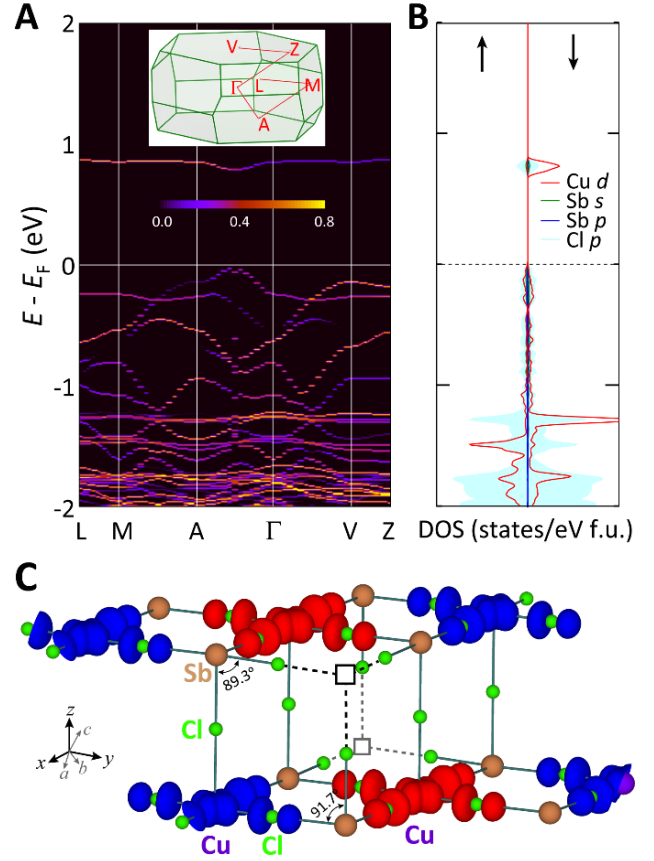 A
2
1
0
-1
-2
E - E_F (eV)
V
Z
Γ
L
M
A
0.0
0.4
0.8
L
M
A
Γ
V
Z
B
↑
↓
Cu d
Sb s
Sb p
Cl p
DOS (states/eV f.u.)
C
Sb
89.3°
Cl
z
c
x
a
b
y
91.7°
Cu
Cl
Cu